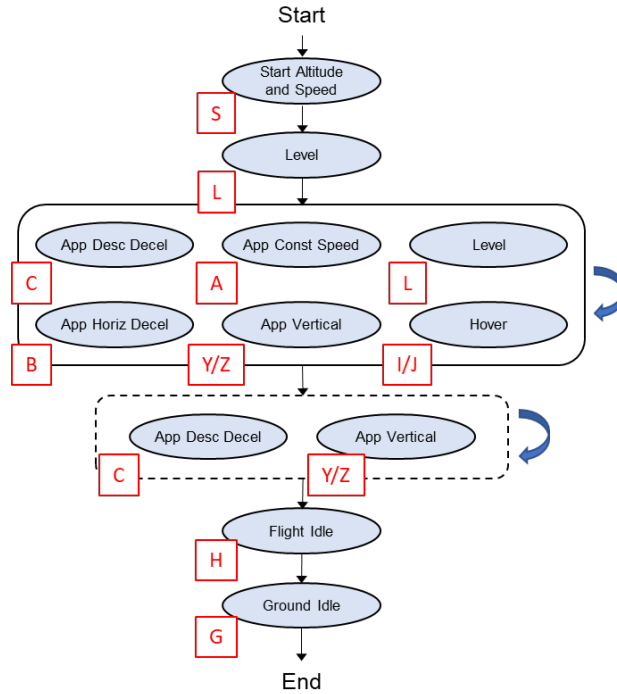 Start
Start Altitude
and Speed
S
Level
L
App Desc Decel
App Const Speed
Level
C
A
L
App Horiz Decel
App Vertical
Hover
B
Y/Z
I/J
App Desc Decel
App Vertical
C
Y/Z
Flight Idle
H
Ground Idle
G
End